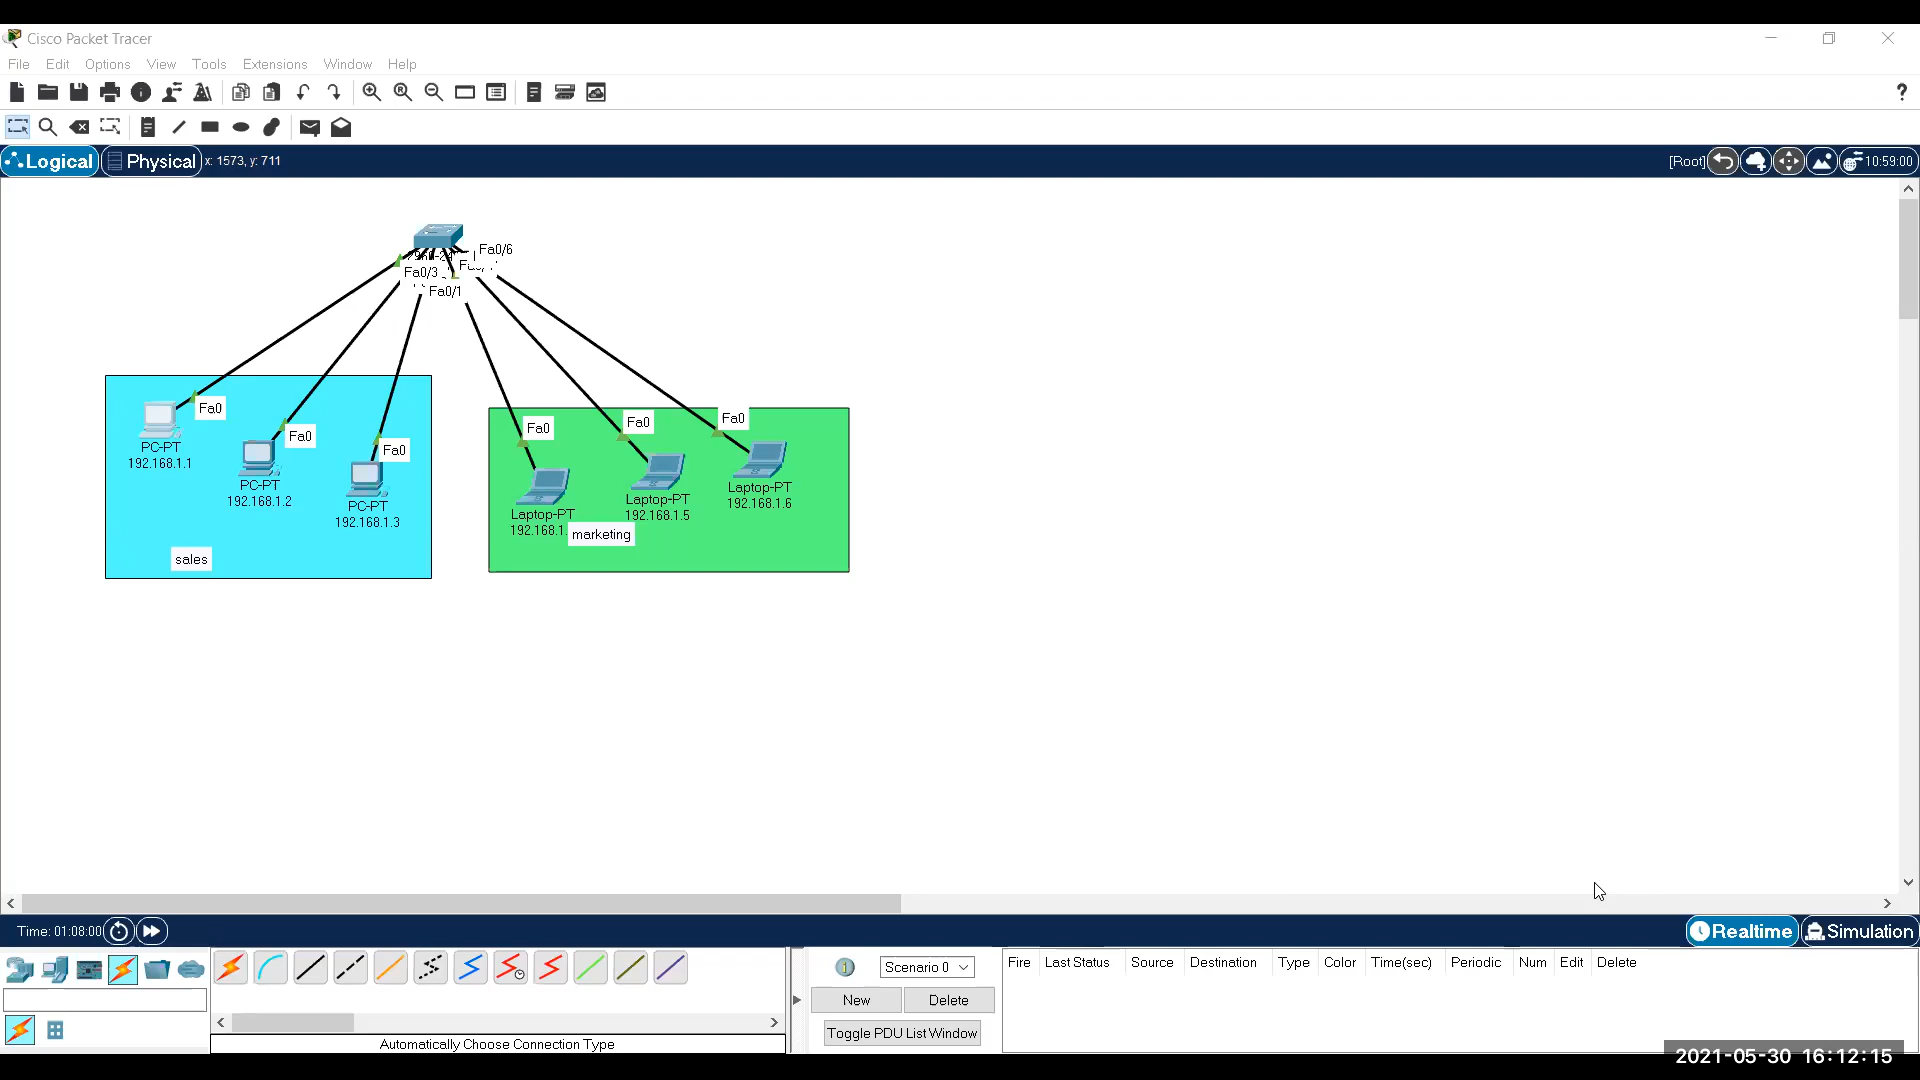 Cisco Packet Tracer
File Edit Options View Tools Extensions Window Help
Logical Physical x: 1573, y: 711 [Root] 10:59:00
Fa0/6
Fa0/3
Fa0/1
Fa0
Fa0
Fa0
Fa0
Fa0
Fa0
PC-PT
192.168.1.1
PC-PT
192.168.1.2
PC-PT
192.168.1.3
sales
Laptop-PT
192.168.1.
Laptop-PT
192.168.1.5
Laptop-PT
192.168.1.6
marketing
Time: 01:08:00 Realtime Simulation
Scenario 0
New Delete
Toggle PDU List Window
Fire Last Status Source Destination Type Color Time(sec) Periodic Num Edit Delete
Automatically Choose Connection Type
2021-05-30 16:12:15